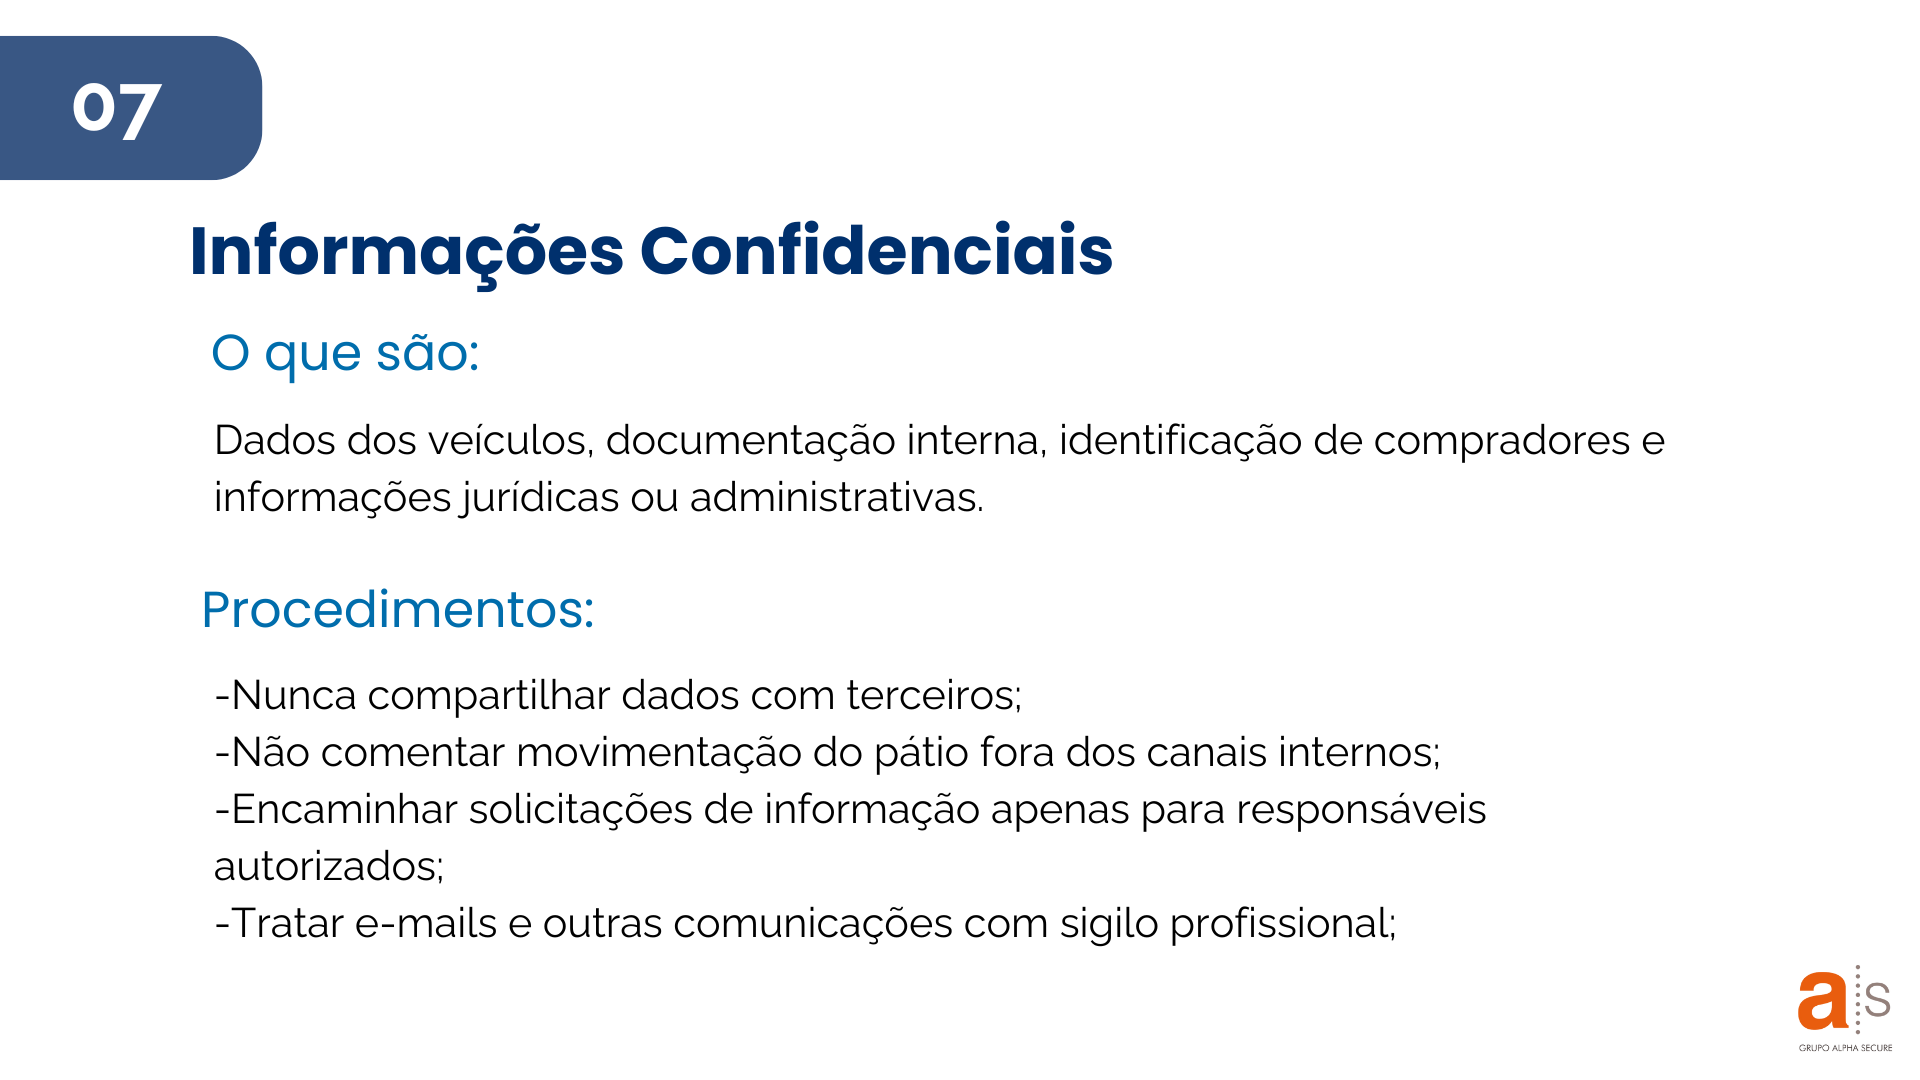 07
Informações Confidenciais
O que são:
Dados dos veículos, documentação interna, identificação de compradores e
informações jurídicas ou administrativas.
Procedimentos:
-Nunca compartilhar dados com terceiros;
-Não comentar movimentação do pátio fora dos canais internos;
-Encaminhar solicitações de informação apenas para responsáveis
autorizados;
-Tratar e-mails e outras comunicações com sigilo profissional;
a s
GRUPO ALPHA SECURE